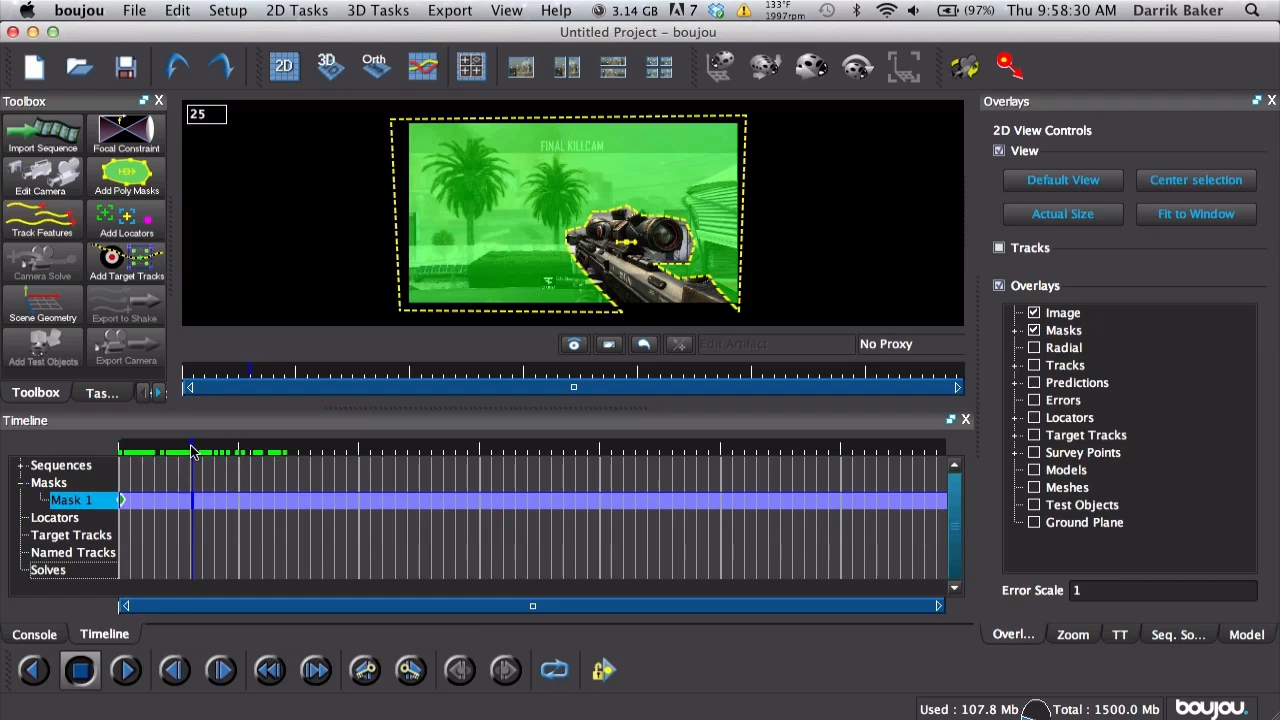 boujou File Edit Setup 2D Tasks 3D Tasks Export View Help 3.14 GB 7 133°F 1997rpm (97%) Thu 9:58:30 AM Darrik Baker
Untitled Project – boujou
2D 3D Orth
Toolbox
Import Sequence Focal Constraint
Edit Camera Add Poly Masks
Track Features Add Locators
Camera Solve Add Target Tracks
Scene Geometry Export to Shake
Add Test Objects Export Camera
Toolbox Tas...
25
FINAL KILLCAM
Edit Artifact No Proxy
Overlays
2D View Controls
View
Default View Center selection
Actual Size Fit to Window
Tracks
Overlays
Image
Masks
Radial
Tracks
Predictions
Errors
Locators
Target Tracks
Survey Points
Models
Meshes
Test Objects
Ground Plane
Error Scale 1
Overl... Zoom TT Seq. So... Model
Timeline
Sequences
Masks
Mask 1
Locators
Target Tracks
Named Tracks
Solves
Console Timeline
Used : 107.8 Mb Total : 1500.0 Mb boujou.